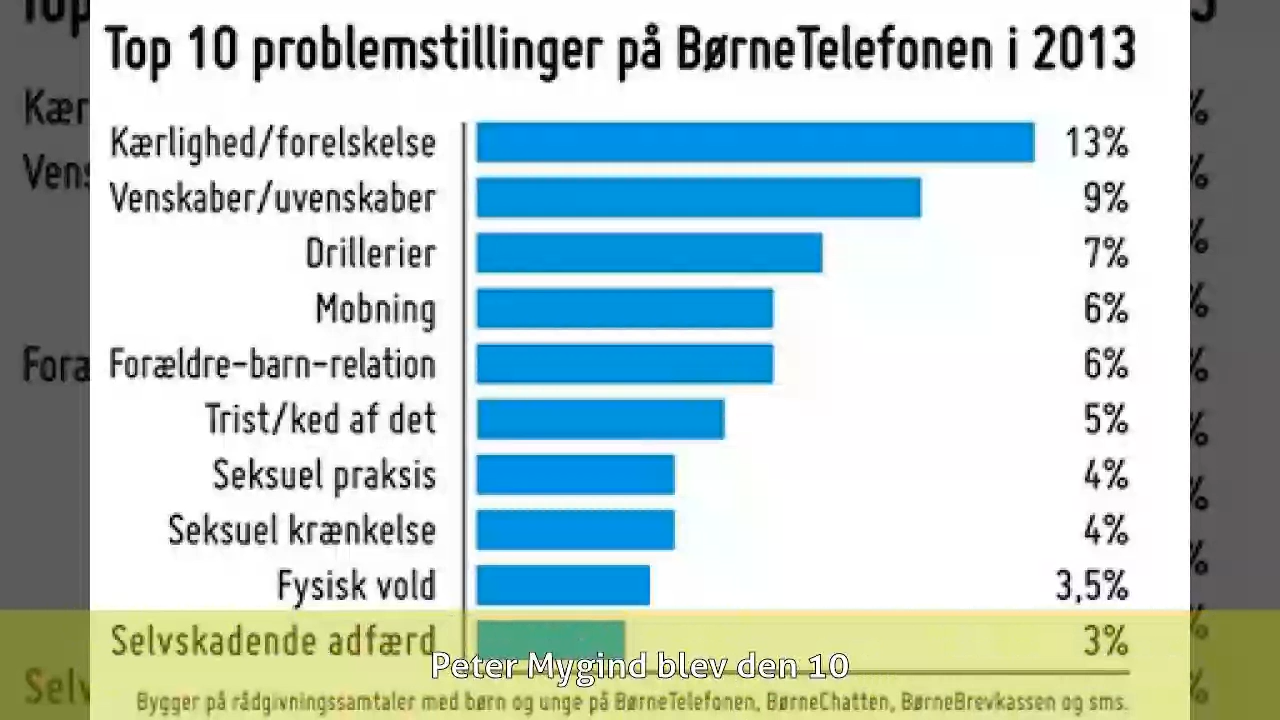 Top 10 problemstillinger på BørneTelefonen i 2013
Kærlighed/forelskelse 13%
Venskaber/uvenskaber 9%
Drillerier 7%
Mobning 6%
Forældre-barn-relation 6%
Trist/ked af det 5%
Seksuel praksis 4%
Seksuel krænkelse 4%
Fysisk vold 3,5%
Selvskadende adfærd 3%
Peter Mygind blev den 10
Bygger på rådgivningssamtaler med børn og unge på BørneTelefonen, BørneChatten, BørneBrevkassen og sms.